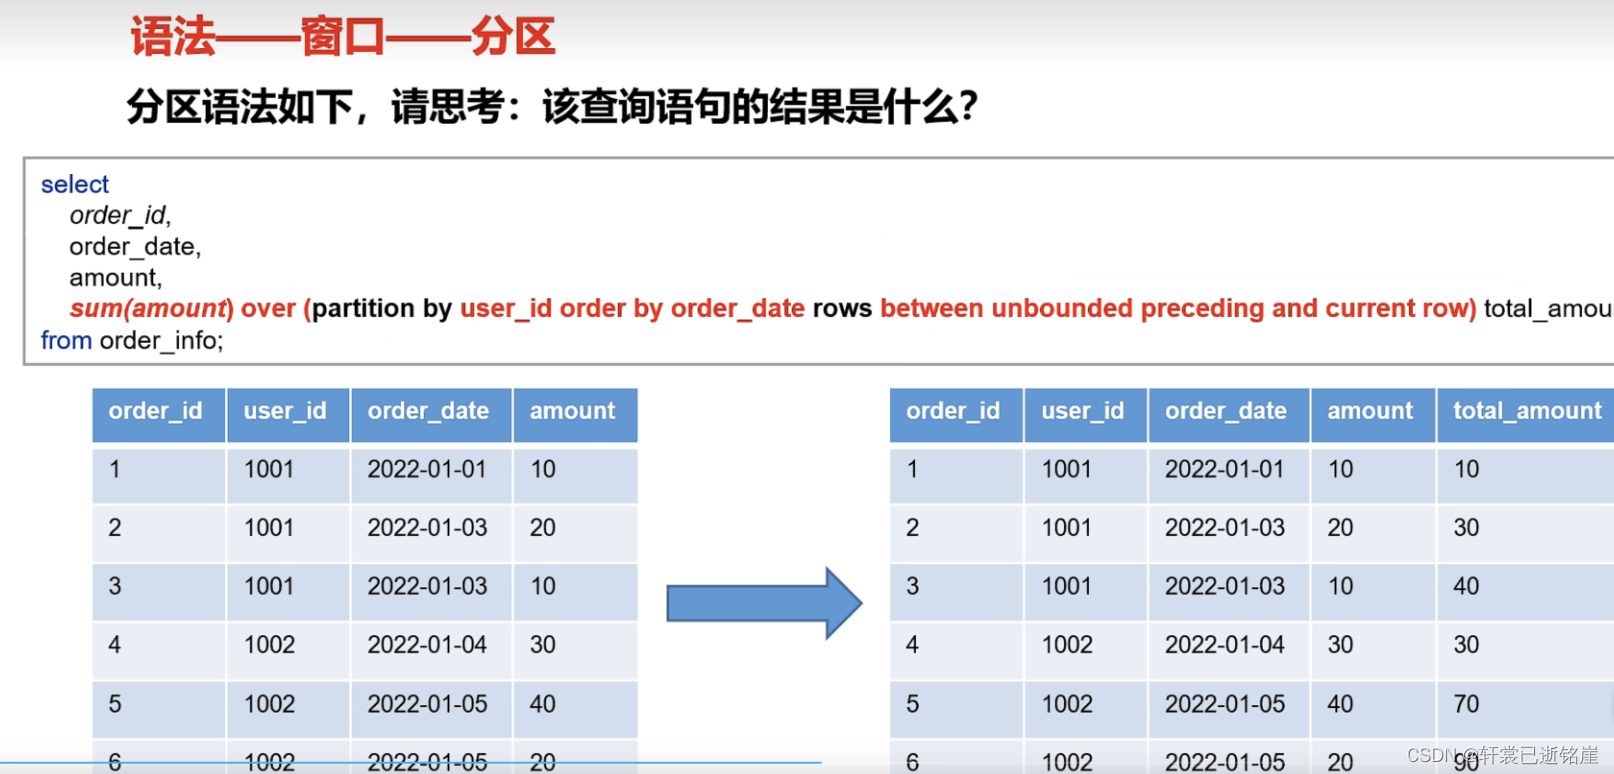 语法——窗口——分区
分区语法如下，请思考：该查询语句的结果是什么？
select
order_id,
order_date,
amount,
sum(amount) over (partition by user_id order by order_date rows between unbounded preceding and current row) total_amou
from order_info;
order_id user_id order_date amount
1 1001 2022-01-01 10
2 1001 2022-01-03 20
3 1001 2022-01-03 10
4 1002 2022-01-04 30
5 1002 2022-01-05 40
6 1002 2022-01-05 20
order_id user_id order_date amount total_amount
1 1001 2022-01-01 10 10
2 1001 2022-01-03 20 30
3 1001 2022-01-03 10 40
4 1002 2022-01-04 30 30
5 1002 2022-01-05 40 70
6 1002 2022-01-05 20 90
CSDN @轩裳已逝铭崖